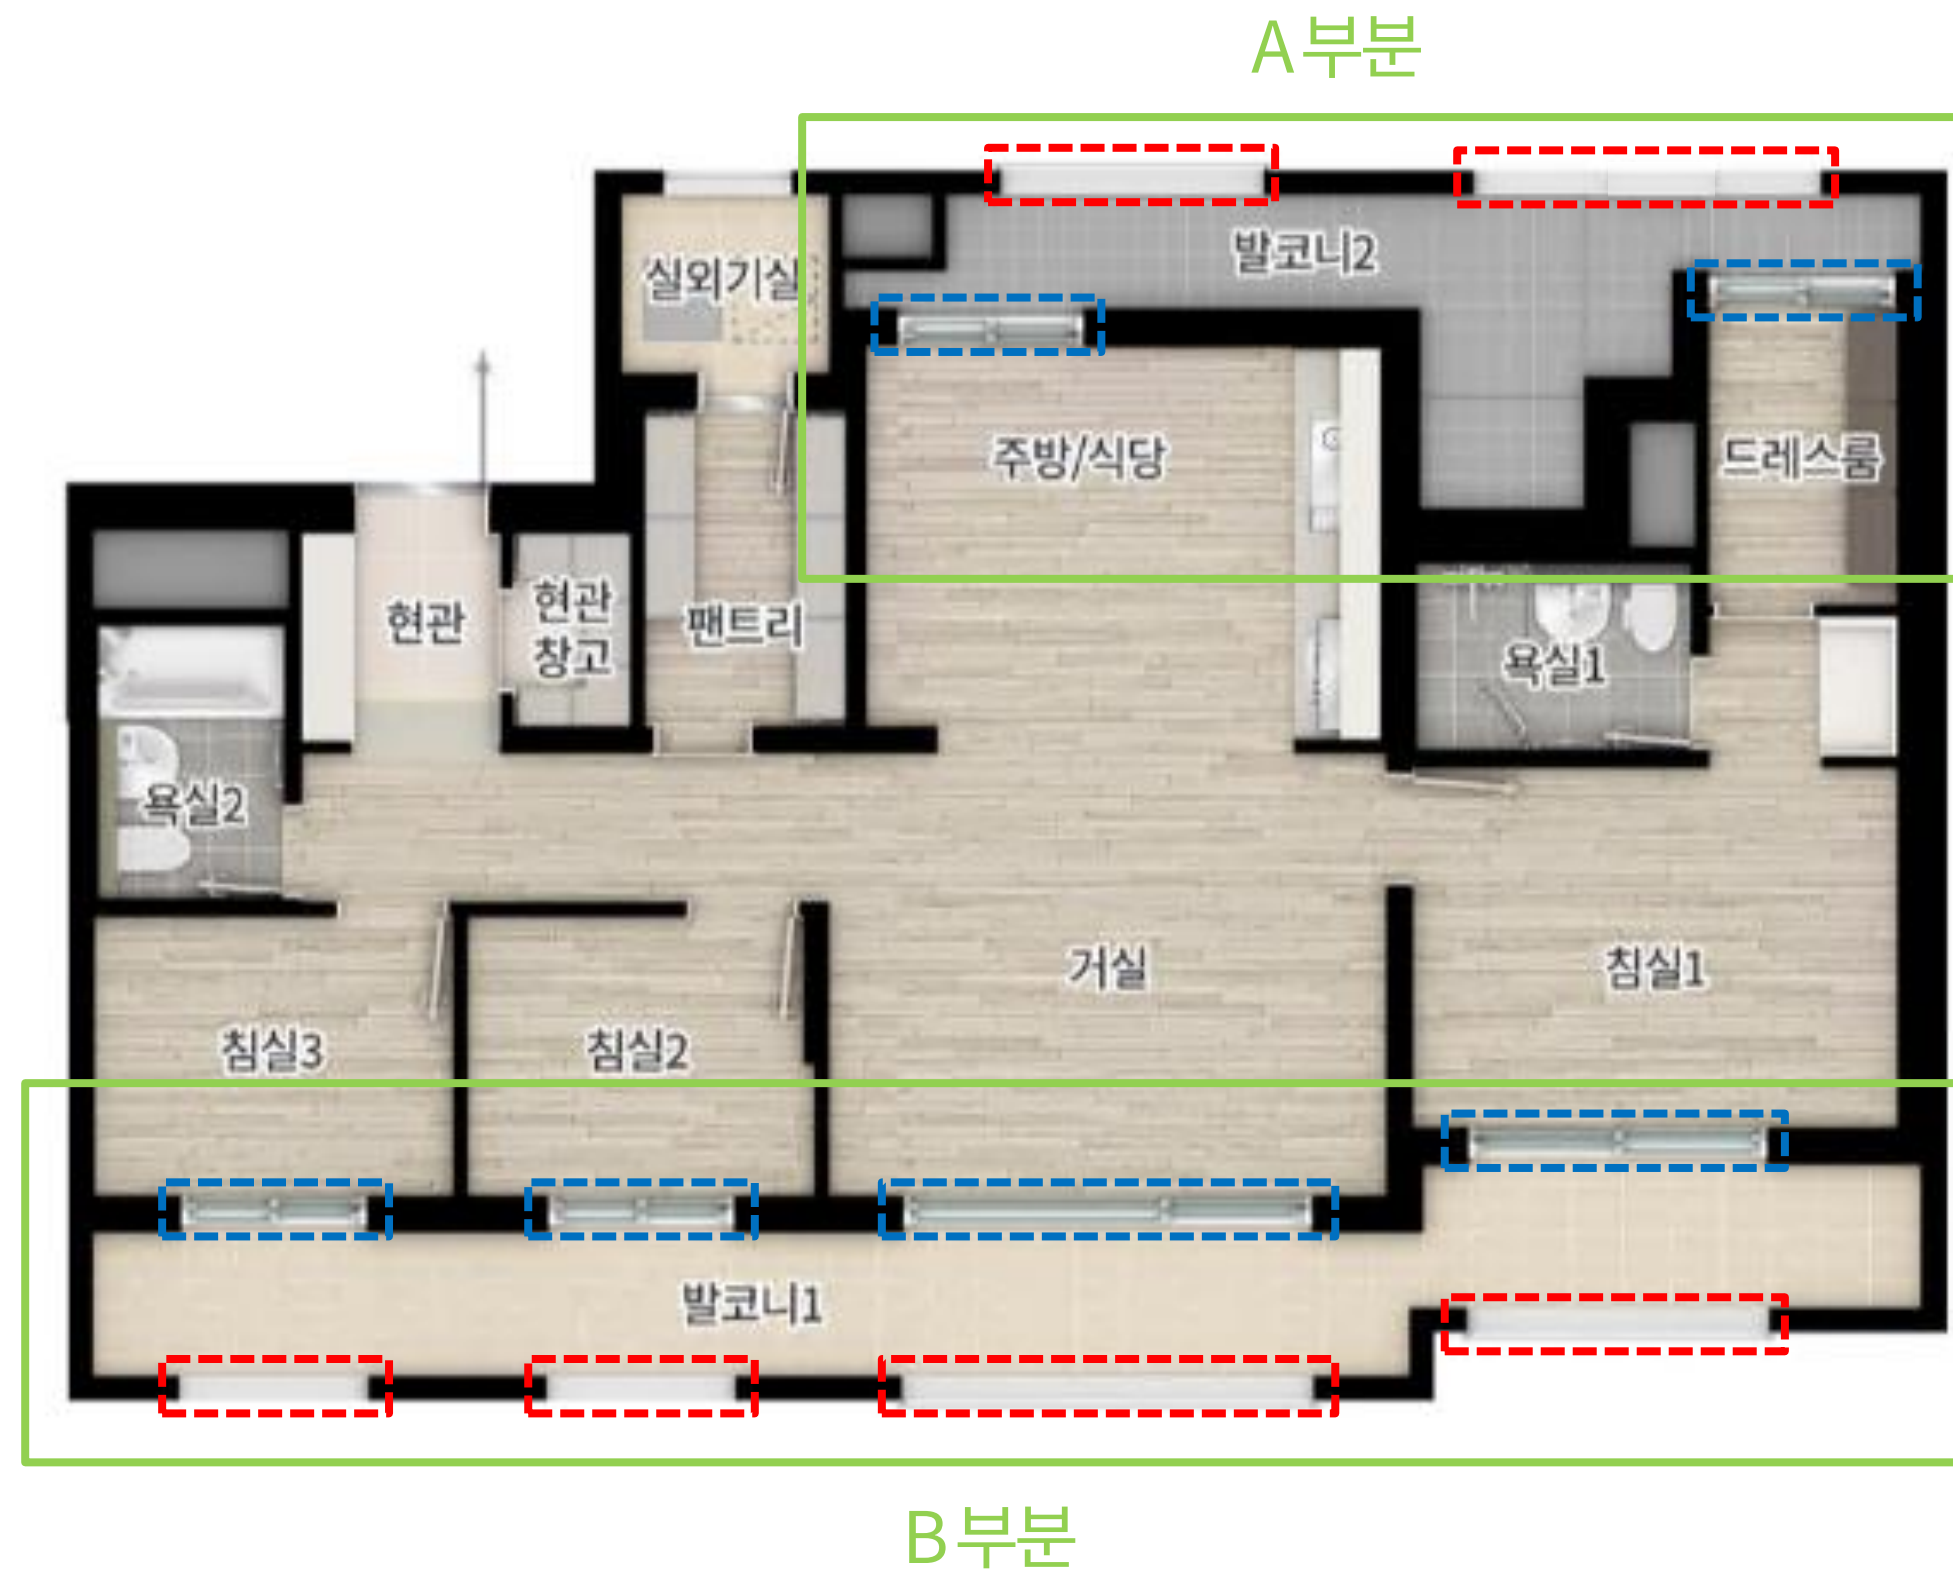 A 부분
발코니2
실외기실
주방/식당
드레스룸
현관
현관
창고
팬트리
욕실1
욕실2
거실
침실1
침실3
침실2
발코니1
B 부분